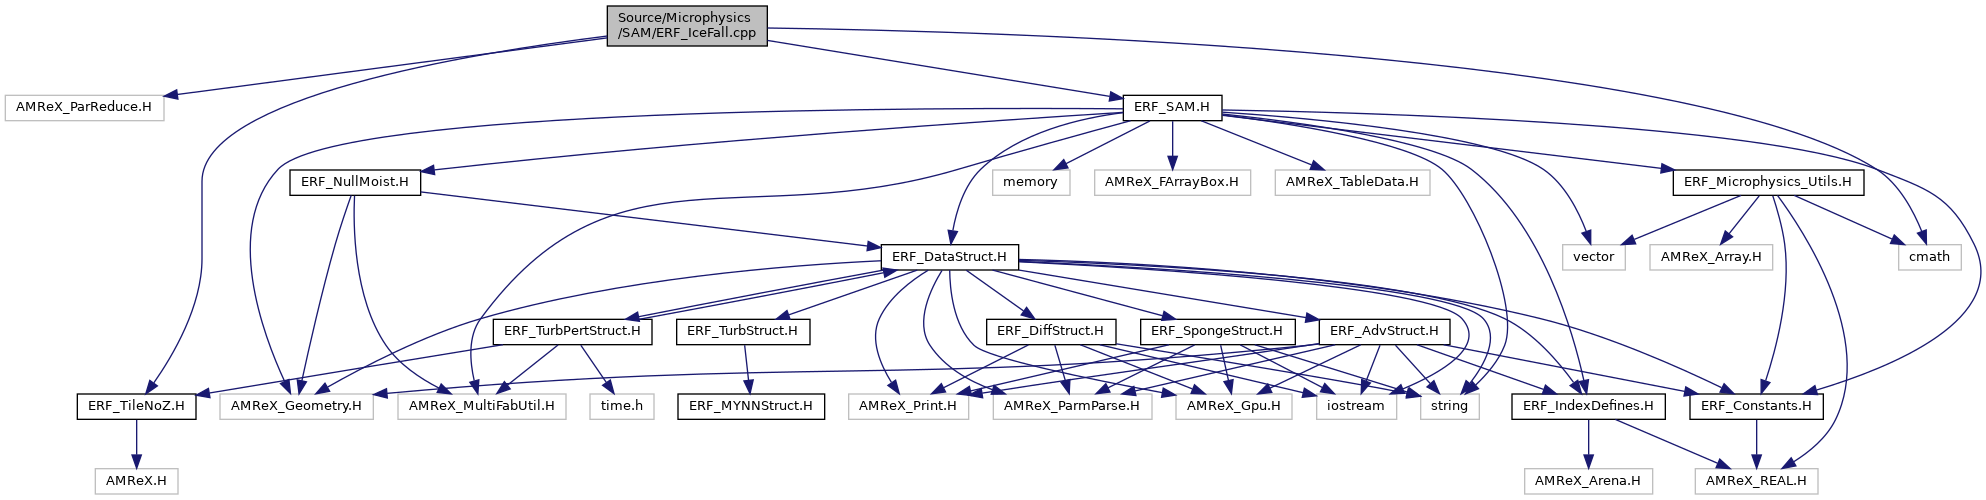 Source/Microphysics
/SAM/ERF_IceFall.cpp
AMReX_ParReduce.H
ERF_SAM.H
ERF_NullMoist.H
memory
AMReX_FArrayBox.H
AMReX_TableData.H
ERF_Microphysics_Utils.H
ERF_DataStruct.H
vector
AMReX_Array.H
cmath
ERF_TurbPertStruct.H
ERF_TurbStruct.H
ERF_DiffStruct.H
ERF_SpongeStruct.H
ERF_AdvStruct.H
ERF_TileNoZ.H
AMReX_Geometry.H
AMReX_MultiFabUtil.H
time.h
ERF_MYNNStruct.H
AMReX_Print.H
AMReX_ParmParse.H
AMReX_Gpu.H
iostream
string
ERF_IndexDefines.H
ERF_Constants.H
AMReX.H
AMReX_Arena.H
AMReX_REAL.H